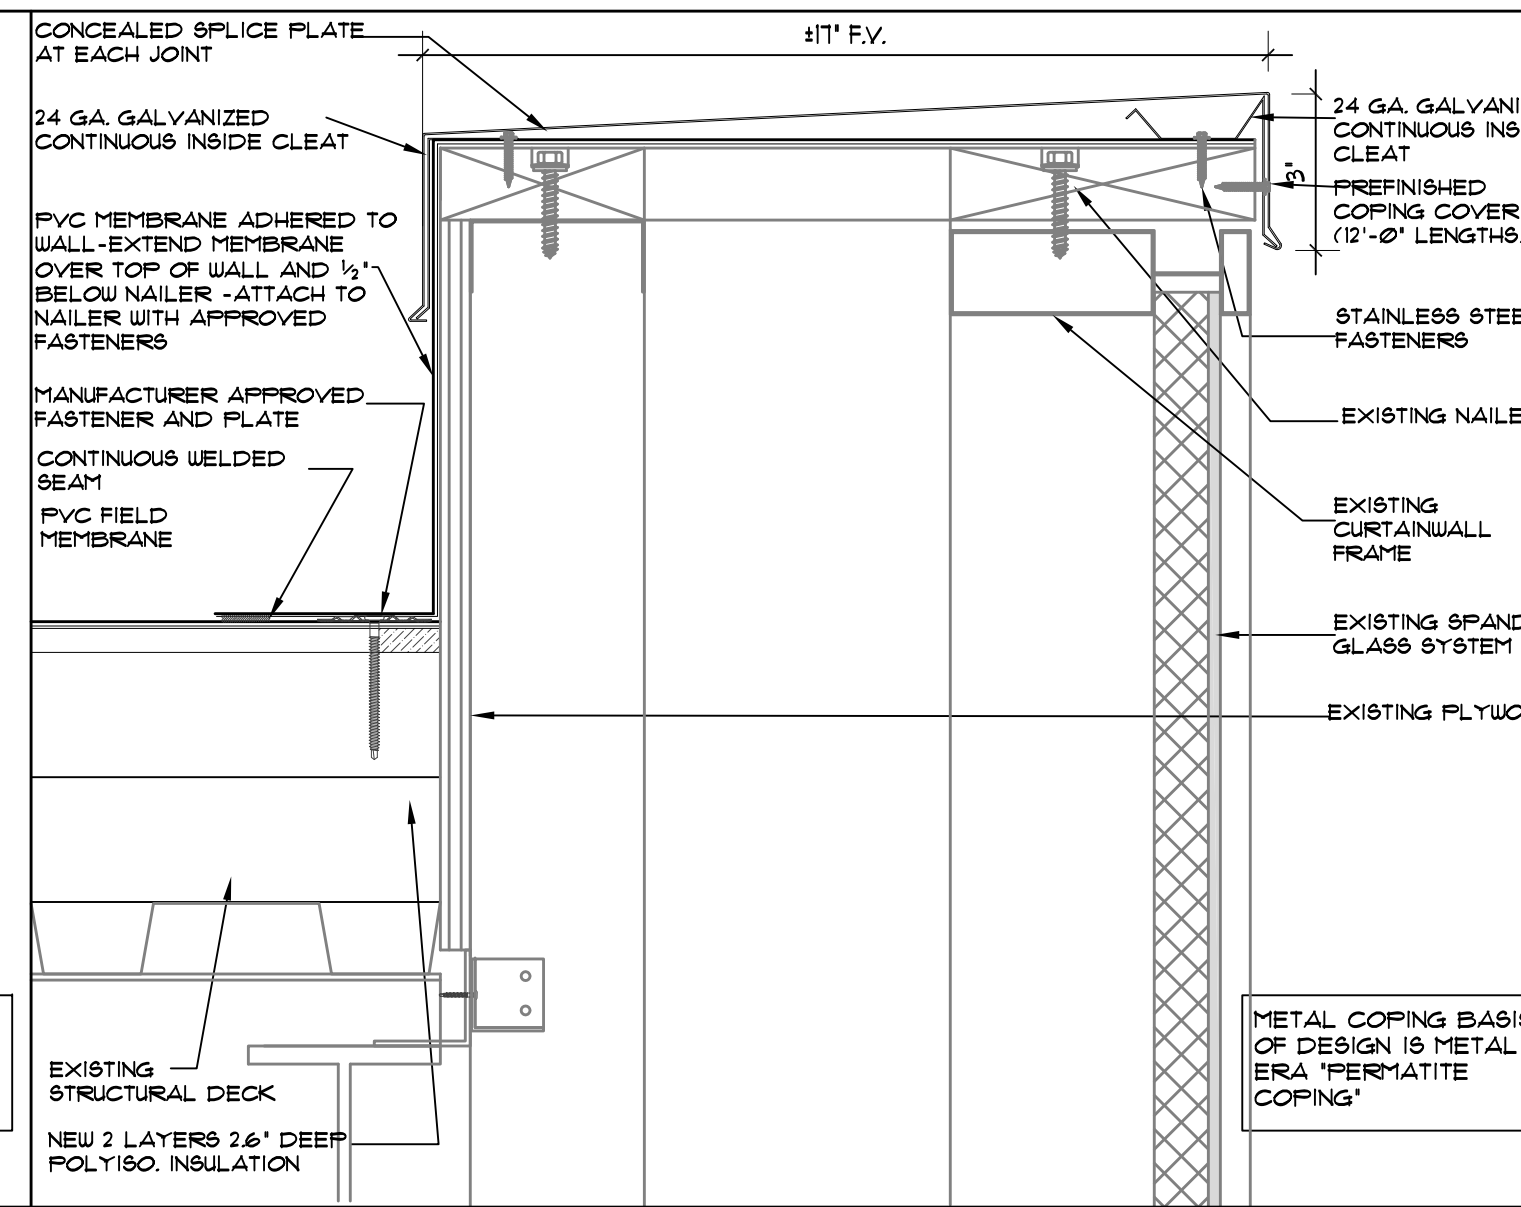 CONCEALED SPLICE PLATE
AT EACH JOINT
±17" F.V.
24 GA. GALVANIZED
CONTINUOUS INSIDE CLEAT
PVC MEMBRANE ADHERED TO
WALL-EXTEND MEMBRANE
OVER TOP OF WALL AND ½"
BELOW NAILER -ATTACH TO
NAILER WITH APPROVED
FASTENERS
MANUFACTURER APPROVED
FASTENER AND PLATE
CONTINUOUS WELDED
SEAM
PVC FIELD
MEMBRANE
EXISTING
STRUCTURAL DECK
NEW 2 LAYERS 2.6" DEEP
POLYISO. INSULATION
3"
24 GA. GALVANI
CONTINUOUS INS
CLEAT
PREFINISHED
COPING COVER
(12'-0" LENGTHS.
STAINLESS STEE
FASTENERS
EXISTING NAILE
EXISTING
CURTAINWALL
FRAME
EXISTING SPAND
GLASS SYSTEM
EXISTING PLYWO
METAL COPING BASIS
OF DESIGN IS METAL
ERA "PERMATITE
COPING"